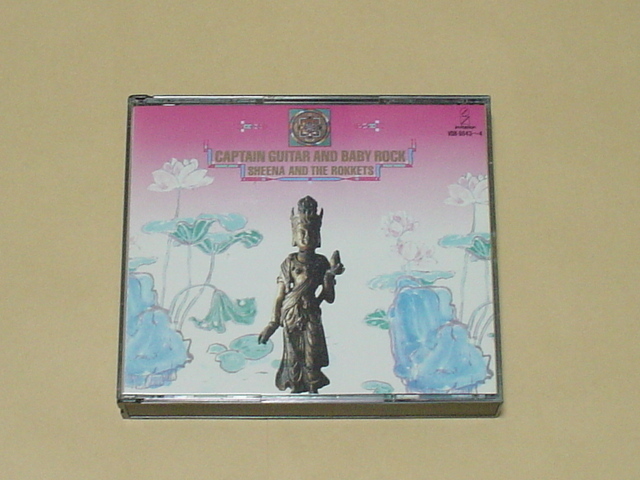 CAPTAIN GUITAR AND BABY ROCK
SHEENA AND THE ROKKETS